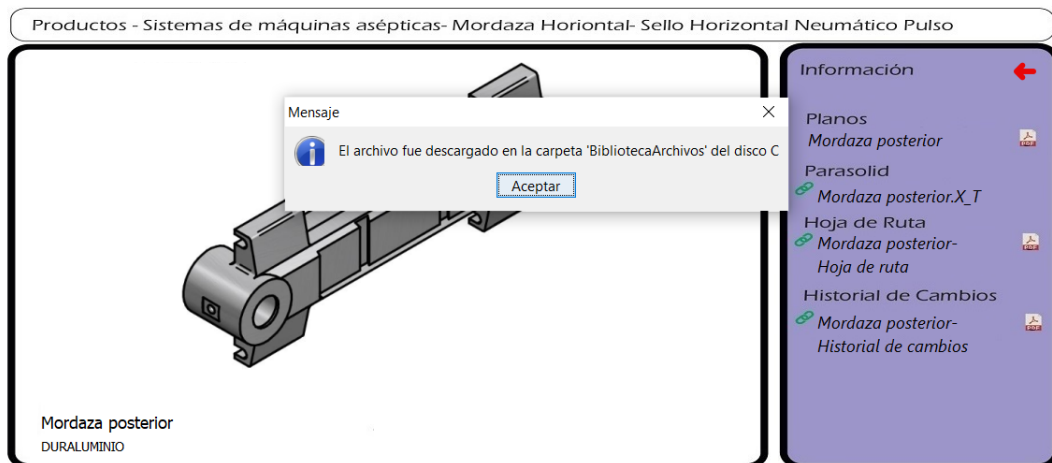 Productos - Sistemas de máquinas asépticas- Mordaza Horiontal- Sello Horizontal Neumático Pulso
Mensaje
El archivo fue descargado en la carpeta 'BibliotecaArchivos' del disco C
Aceptar
Mordaza posterior
DURALUMINIO
Información
Planos
Mordaza posterior
Parasolid
Mordaza posterior.X_T
Hoja de Ruta
Mordaza posterior-
Hoja de ruta
Historial de Cambios
Mordaza posterior-
Historial de cambios